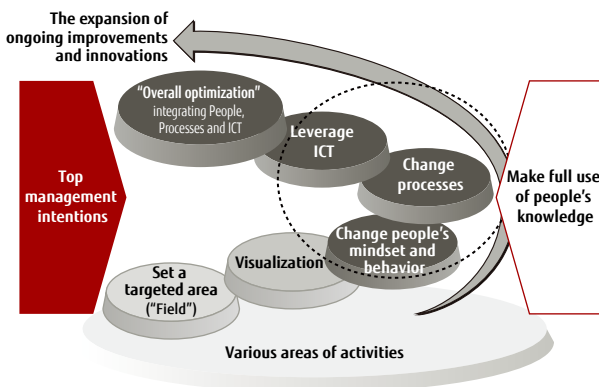 The expansion of
ongoing improvements
and innovations
“Overall optimization”
integrating People,
Processes and ICT
Leverage
ICT
Change
processes
Top
management
intentions
Make full use
of people’s
knowledge
Change people’s
mindset and
behavior
Visualization
Set a
targeted area
(“Field”)
Various areas of activities